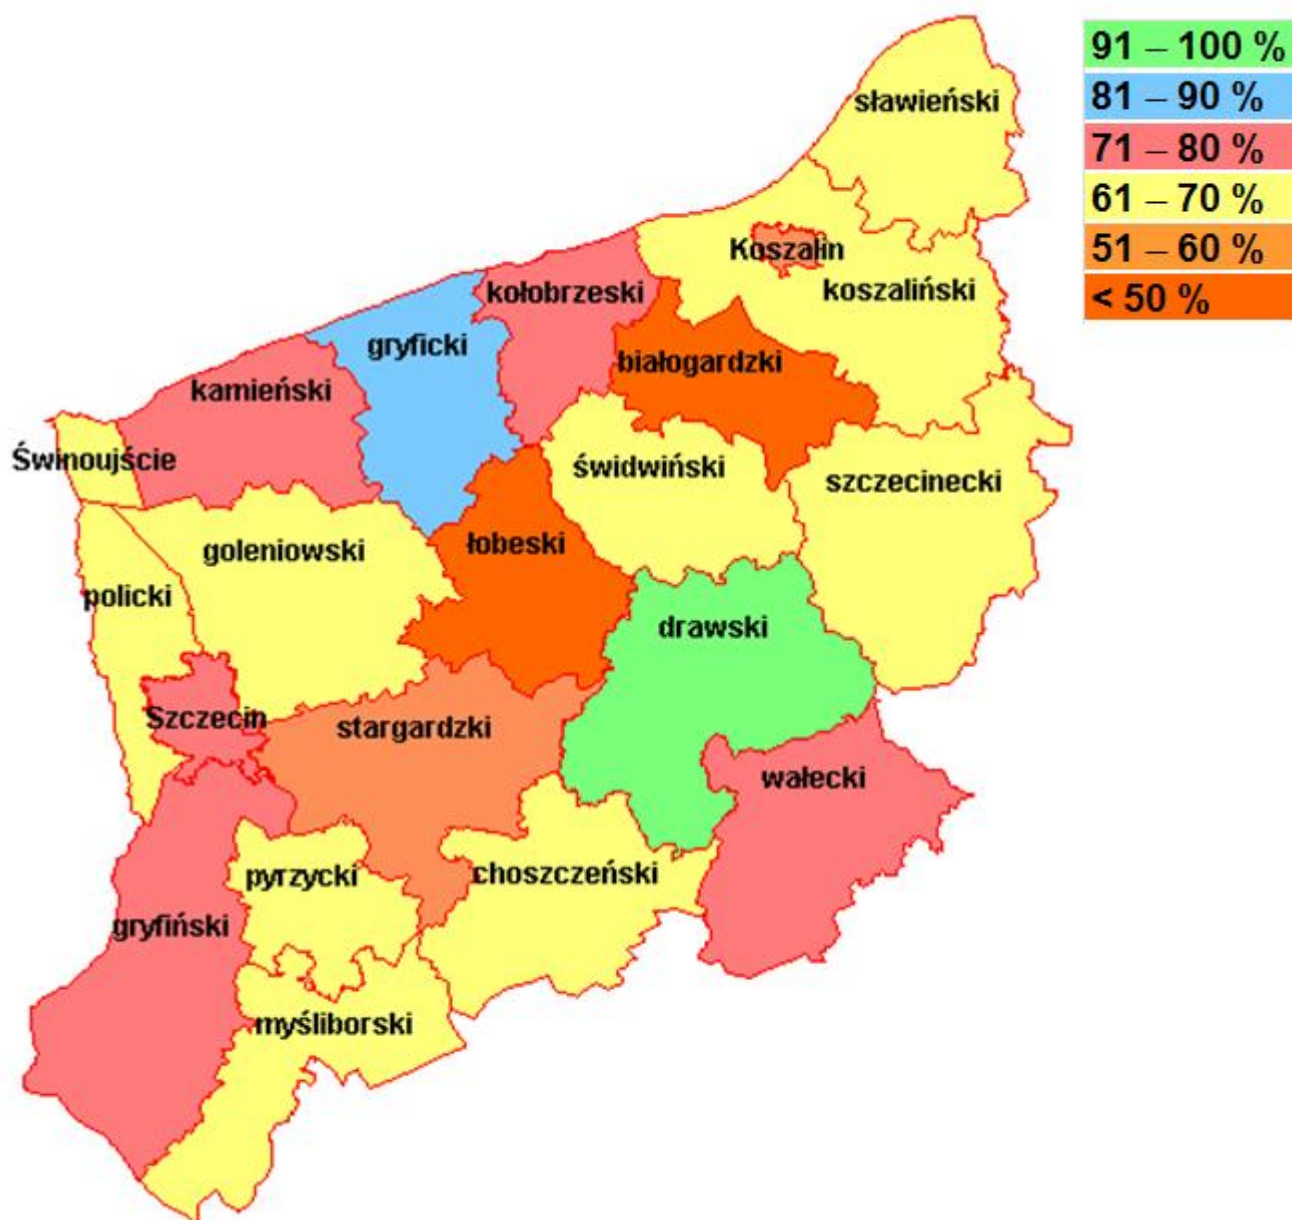 91 – 100 %
81 – 90 %
71 – 80 %
61 – 70 %
51 – 60 %
< 50 %
sławieński
Koszalin
koszaliński
kołobrzeski
gryficki
białogardzki
kamieński
Świnoujście
świdwiński
szczecinecki
goleniowski
łobeski
policki
drawski
Szczecin
stargardzki
wałecki
pyrzycki
choszczeński
gryfiński
myśliborski